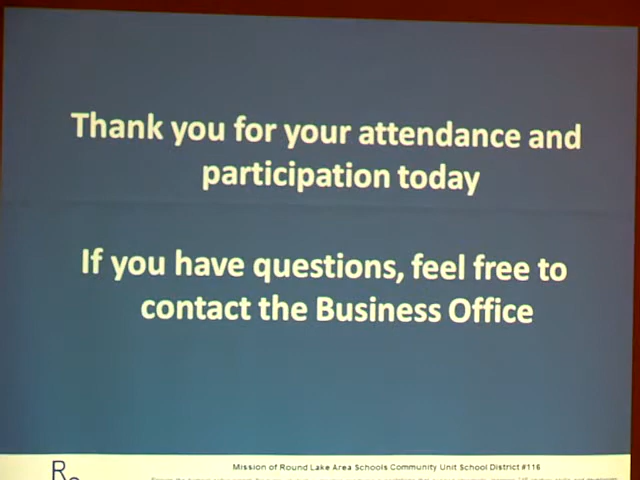 Thank you for your attendance and
participation today
If you have questions, feel free to
contact the Business Office
Mission of Round Lake Area Schools Community Unit School District #116
R